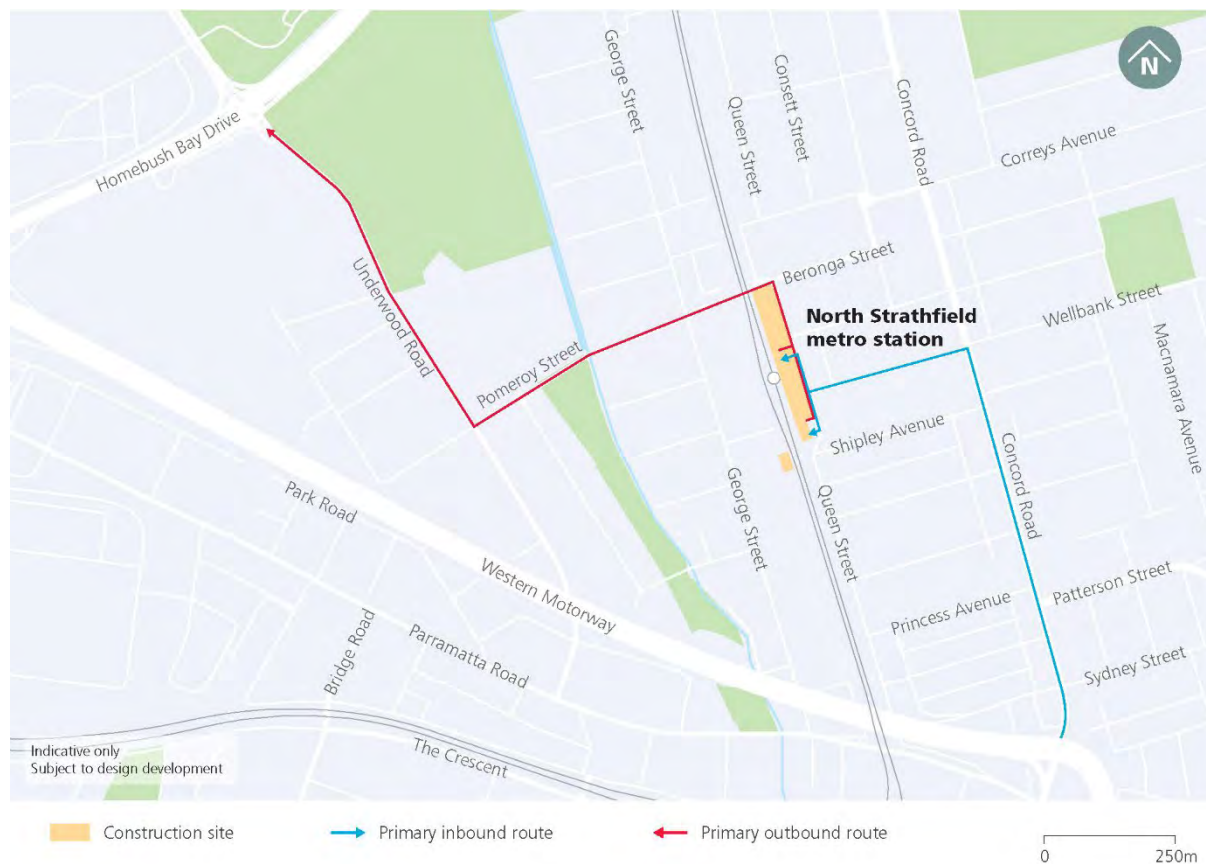 N
George Street
Queen Street
Consett Street
Concord Road
Homebush Bay Drive
Correys Avenue
Beronga Street
Underwood Road
North Strathfield
metro station
Wellbank Street
Macnamara Avenue
Pomeroy Street
Shipley Avenue
Concord Road
George Street
Queen Street
Park Road
Western Motorway
Princess Avenue
Patterson Street
Parramatta Road
Bridge Road
Sydney Street
The Crescent
Indicative only
Subject to design development
Construction site
Primary inbound route
Primary outbound route
0 250m